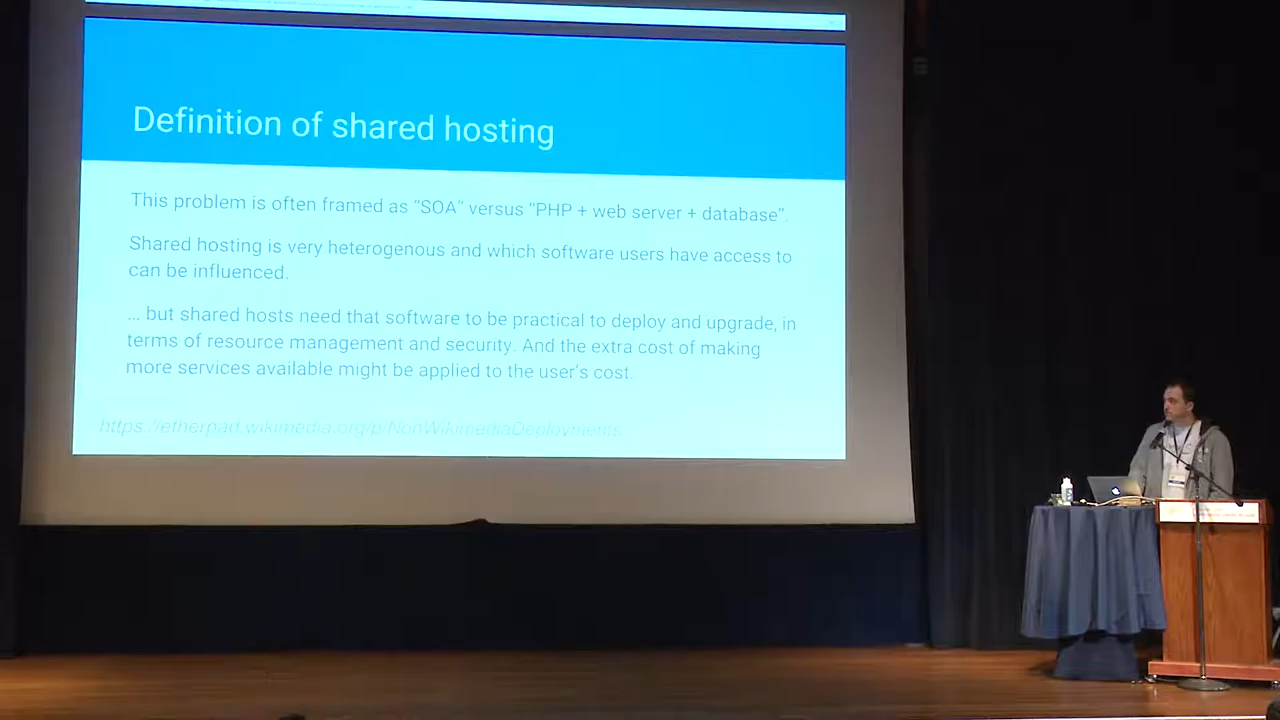 Definition of shared hosting
This problem is often framed as “SOA” versus “PHP + web server + database”.
Shared hosting is very heterogenous and which software users have access to
can be influenced.
... but shared hosts need that software to be practical to deploy and upgrade, in
terms of resource management and security. And the extra cost of making
more services available might be applied to the user's cost.
https://etherpad.wikimedia.org/p/NonWikimediaDeployments